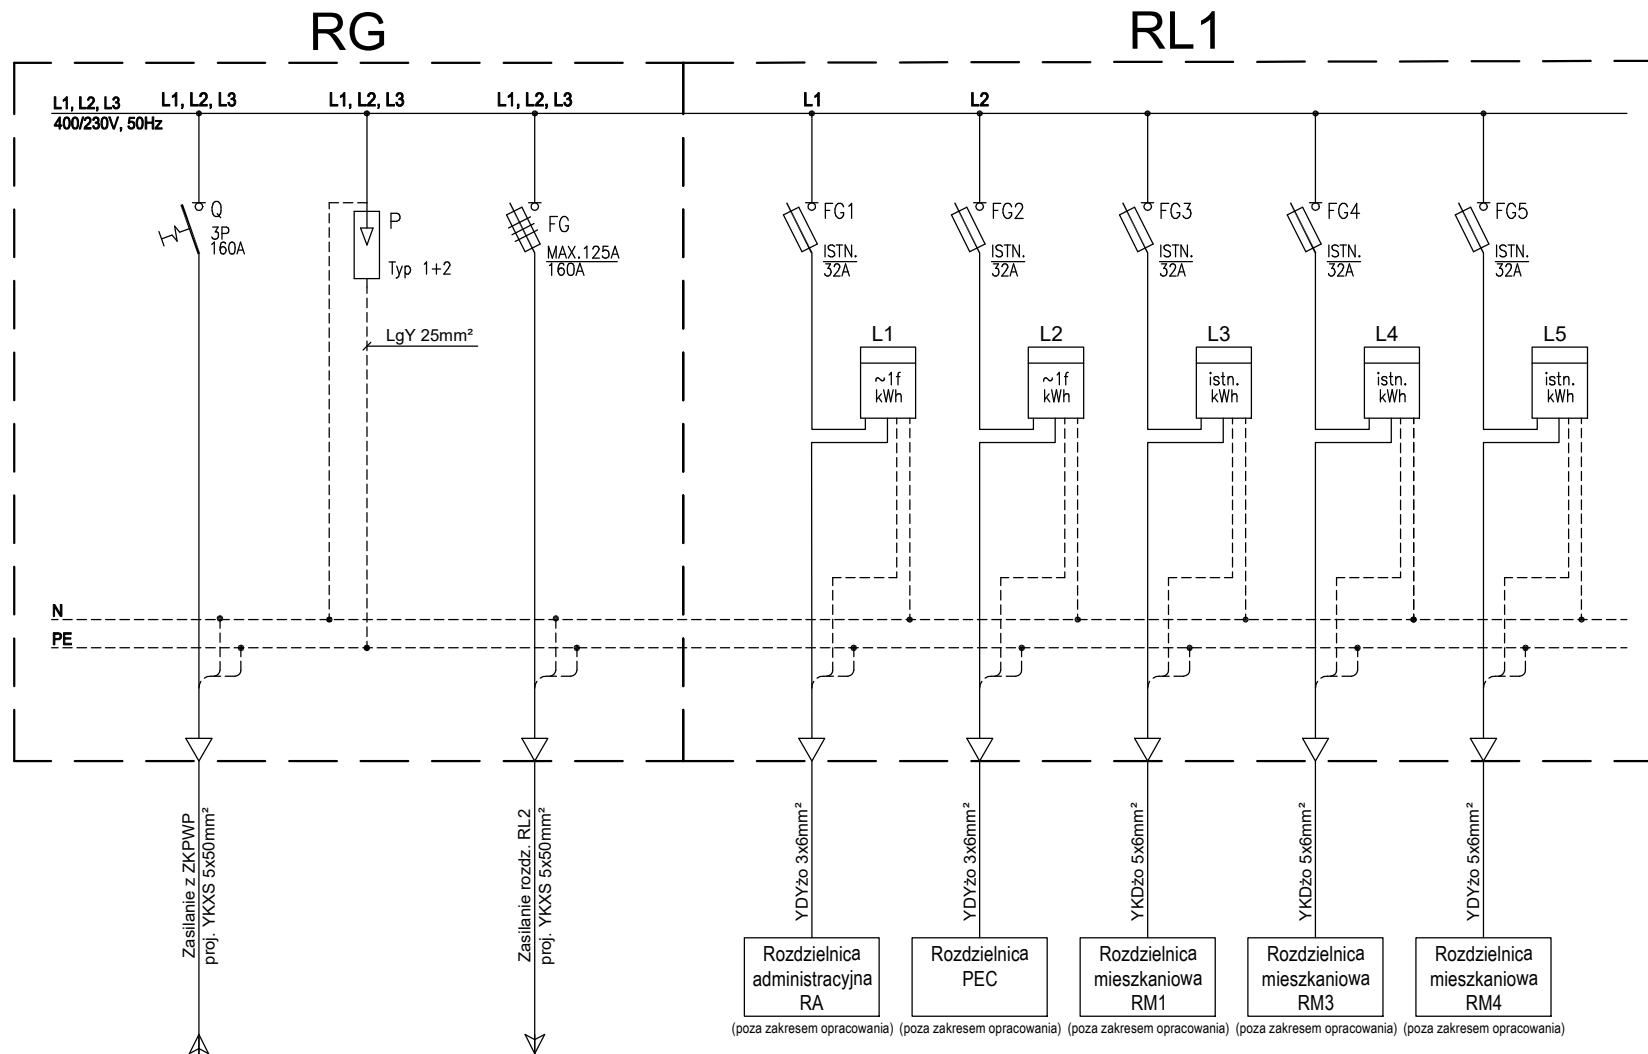 RG
RL1
L1, L2, L3
400/230V, 50Hz
L1, L2, L3
L1, L2, L3
L1, L2, L3
L1
L2
Q
3P
160A
P
Typ 1+2
LgY 25mm²
FG
MAX.125A
160A
FG1
ISTN.
32A
FG2
ISTN.
32A
FG3
ISTN.
32A
FG4
ISTN.
32A
FG5
ISTN.
32A
L1
~1f
kWh
L2
~1f
kWh
L3
istn.
kWh
L4
istn.
kWh
L5
istn.
kWh
N
PE
Zasilanie z ZKPWP
proj. YKXS 5x50mm²
Zasilanie rozdz. RL2
proj. YKXS 5x50mm²
YDYżo 3x6mm²
YDYżo 3x6mm²
YKDżo 5x6mm²
YKDżo 5x6mm²
YDYżo 5x6mm²
Rozdzielnica
administracyjna
RA
(poza zakresem opracowania)
Rozdzielnica
PEC
(poza zakresem opracowania)
Rozdzielnica
mieszkaniowa
RM1
(poza zakresem opracowania)
Rozdzielnica
mieszkaniowa
RM3
(poza zakresem opracowania)
Rozdzielnica
mieszkaniowa
RM4
(poza zakresem opracowania)